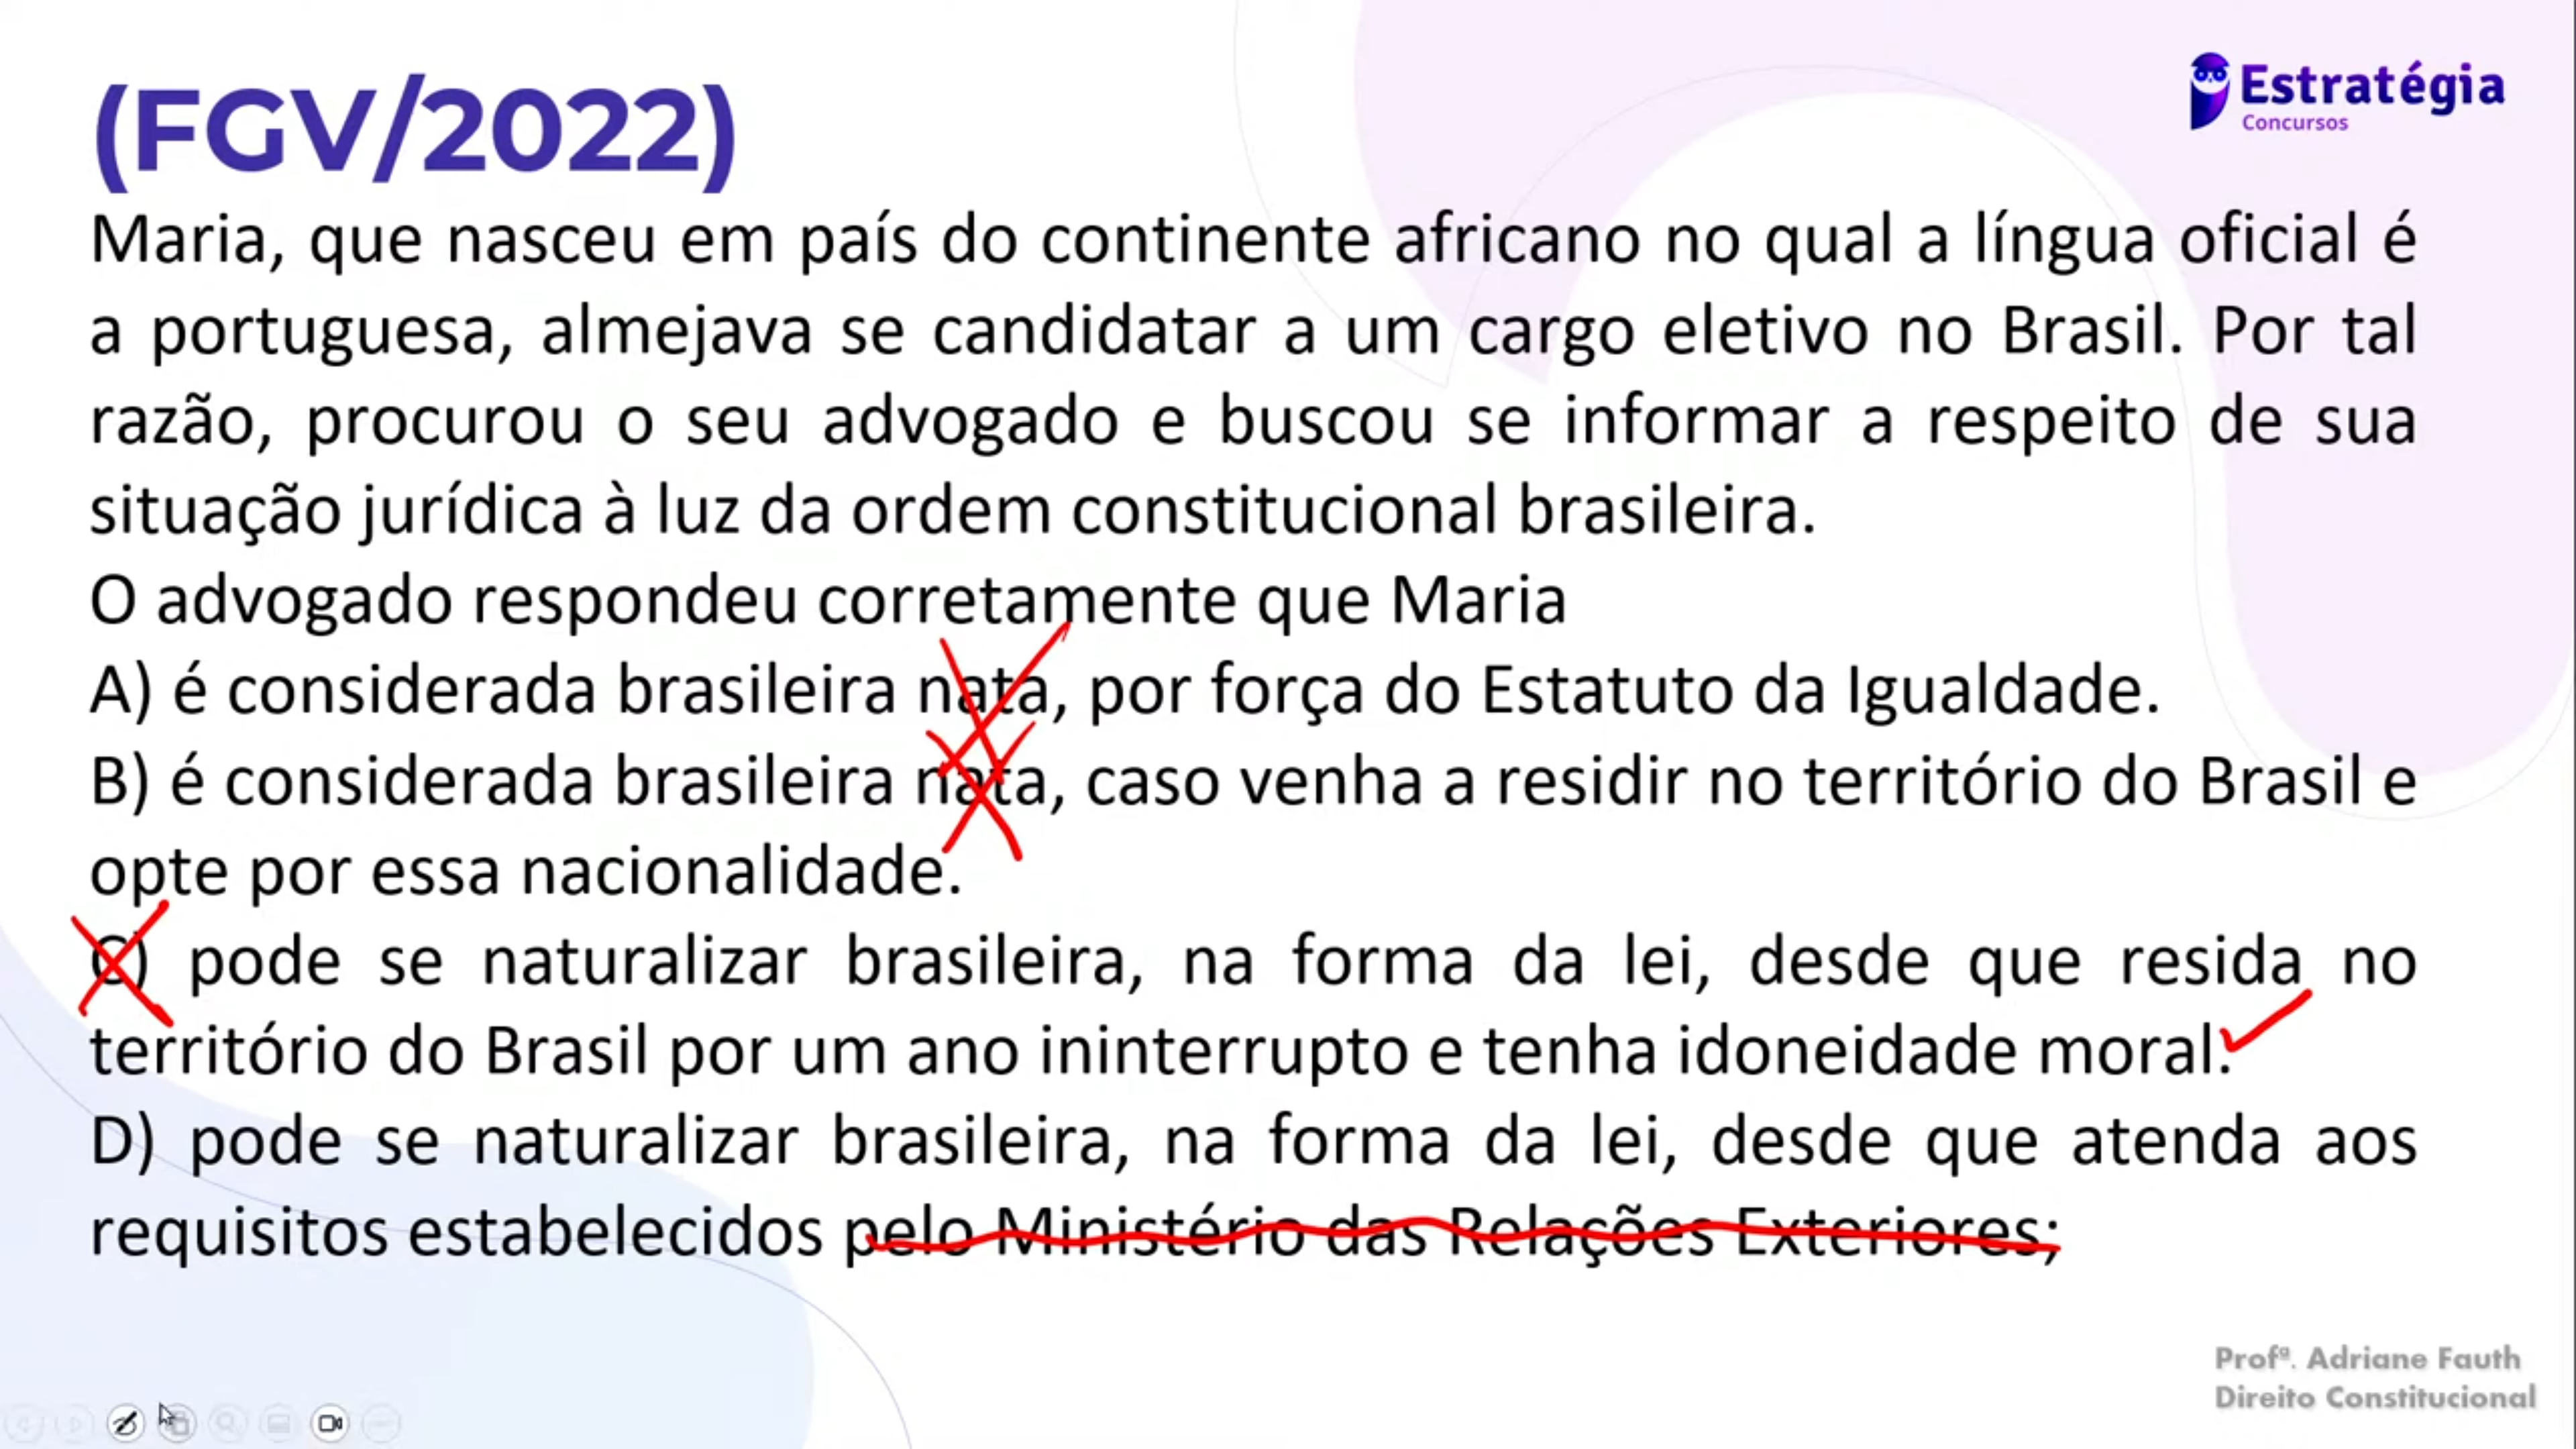 (FGV/2022)
Estratégia
Concursos
Maria, que nasceu em país do continente africano no qual a língua oficial é
a portuguesa, almejava se candidatar a um cargo eletivo no Brasil. Por tal
razão, procurou o seu advogado e buscou se informar a respeito de sua
situação jurídica à luz da ordem constitucional brasileira.
O advogado respondeu corretamente que Maria
A) é considerada brasileira nata, por força do Estatuto da Igualdade.
B) é considerada brasileira nata, caso venha a residir no território do Brasil e
opte por essa nacionalidade.
C) pode se naturalizar brasileira, na forma da lei, desde que resida no
território do Brasil por um ano ininterrupto e tenha idoneidade moral.
D) pode se naturalizar brasileira, na forma da lei, desde que atenda aos
requisitos estabelecidos pelo Ministério das Relações Exteriores;
Profª. Adriane Fauth
Direito Constitucional